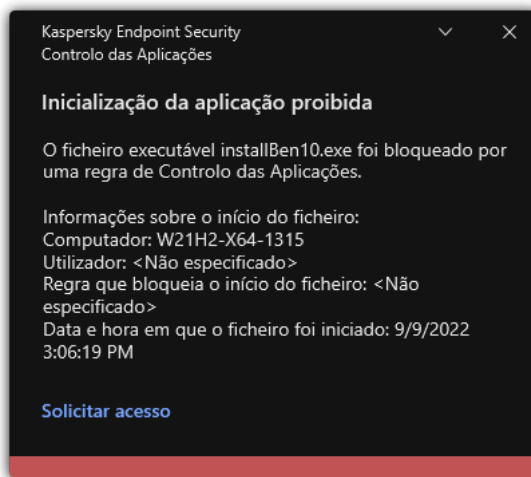 Kaspersky Endpoint Security
Controlo das Aplicações
Inicialização da aplicação proibida
O ficheiro executável installBen10.exe foi bloqueado por
uma regra de Controlo das Aplicações.
Informações sobre o início do ficheiro:
Computador: W21H2-X64-1315
Utilizador: <Não especificado>
Regra que bloqueia o início do ficheiro: <Não
especificado>
Data e hora em que o ficheiro foi iniciado: 9/9/2022
3:06:19 PM
Solicitar acesso